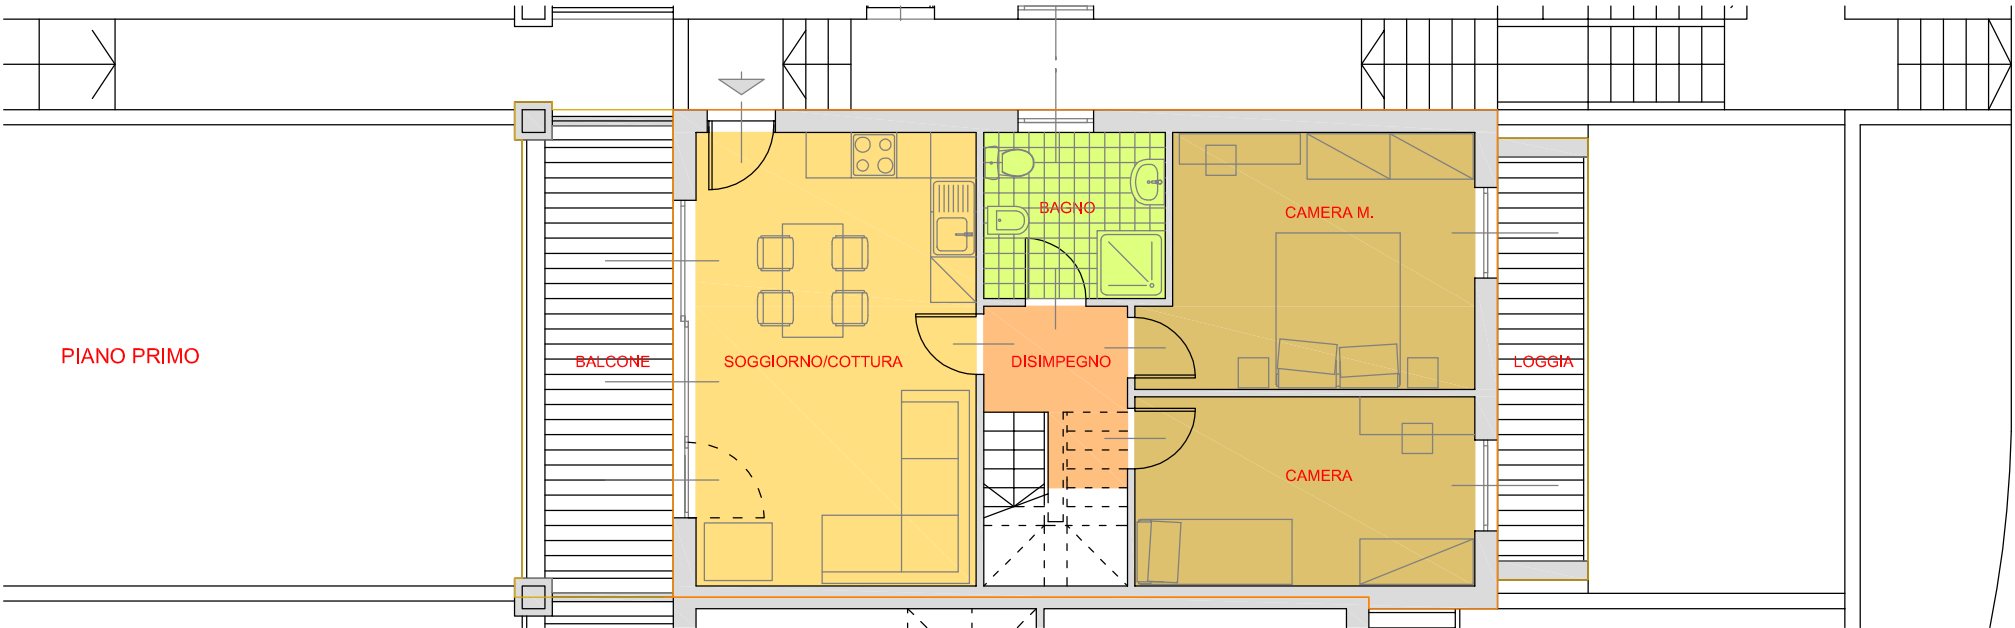 PIANO PRIMO
BALCONE
SOGGIORNO/COTTURA
BAGNO
DISIMPEGNO
CAMERA M.
CAMERA
LOGGIA